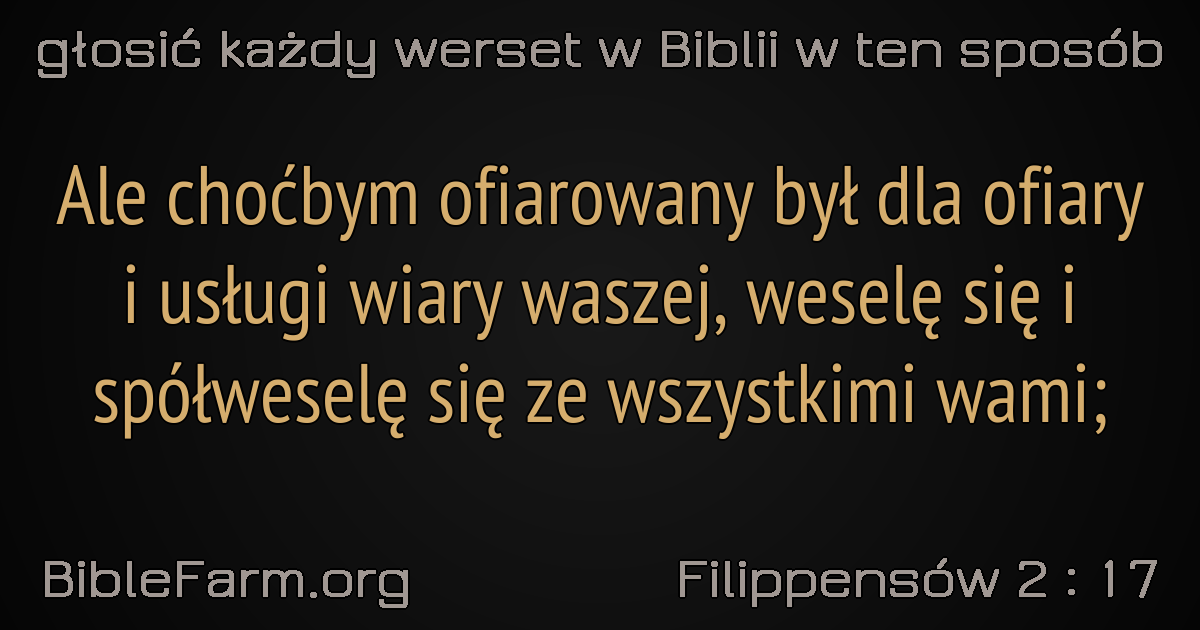 głosić każdy werset w Biblii w ten sposób
Ale choćbym ofiarowany był dla ofiary
i usługi wiary waszej, weselę się i
spółweselę się ze wszystkimi wami;
BibleFarm.org
Filippensów 2 : 17